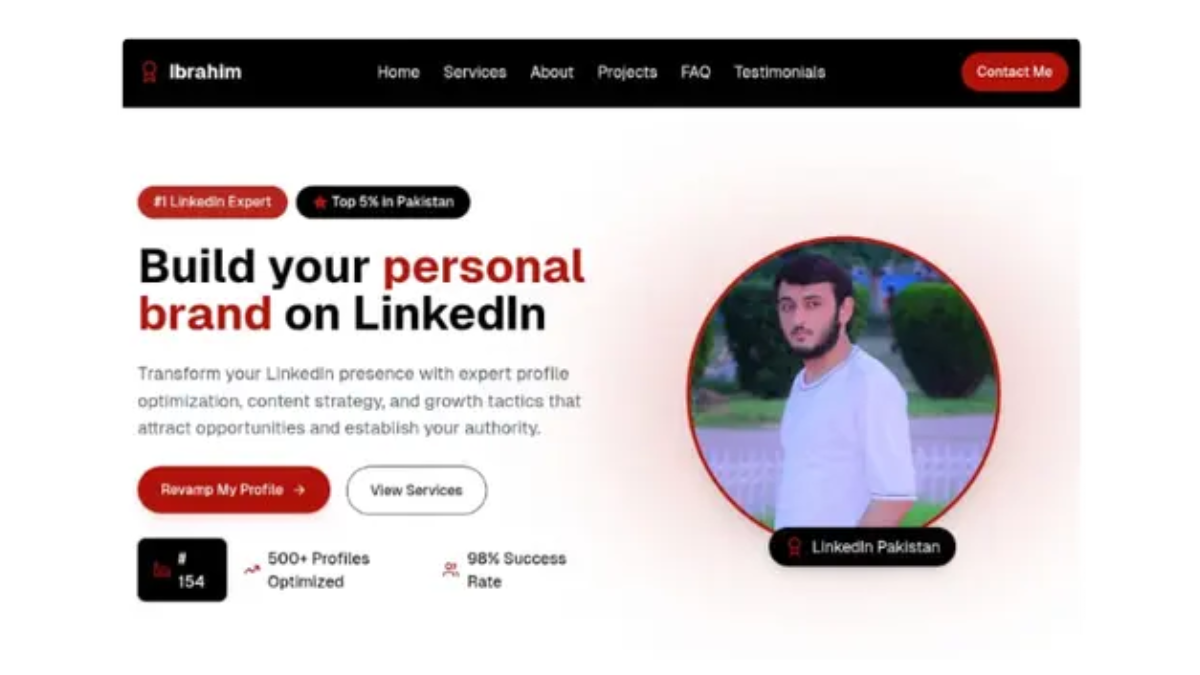 Ibrahim
Home Services About Projects FAQ Testimonials
Contact Me
#1 LinkedIn Expert
Top 5% in Pakistan
Build your personal
brand on LinkedIn
Transform your LinkedIn presence with expert profile
optimization, content strategy, and growth tactics that
attract opportunities and establish your authority.
Revamp My Profile →
View Services
#
154
500+ Profiles
Optimized
98% Success
Rate
LinkedIn Pakistan